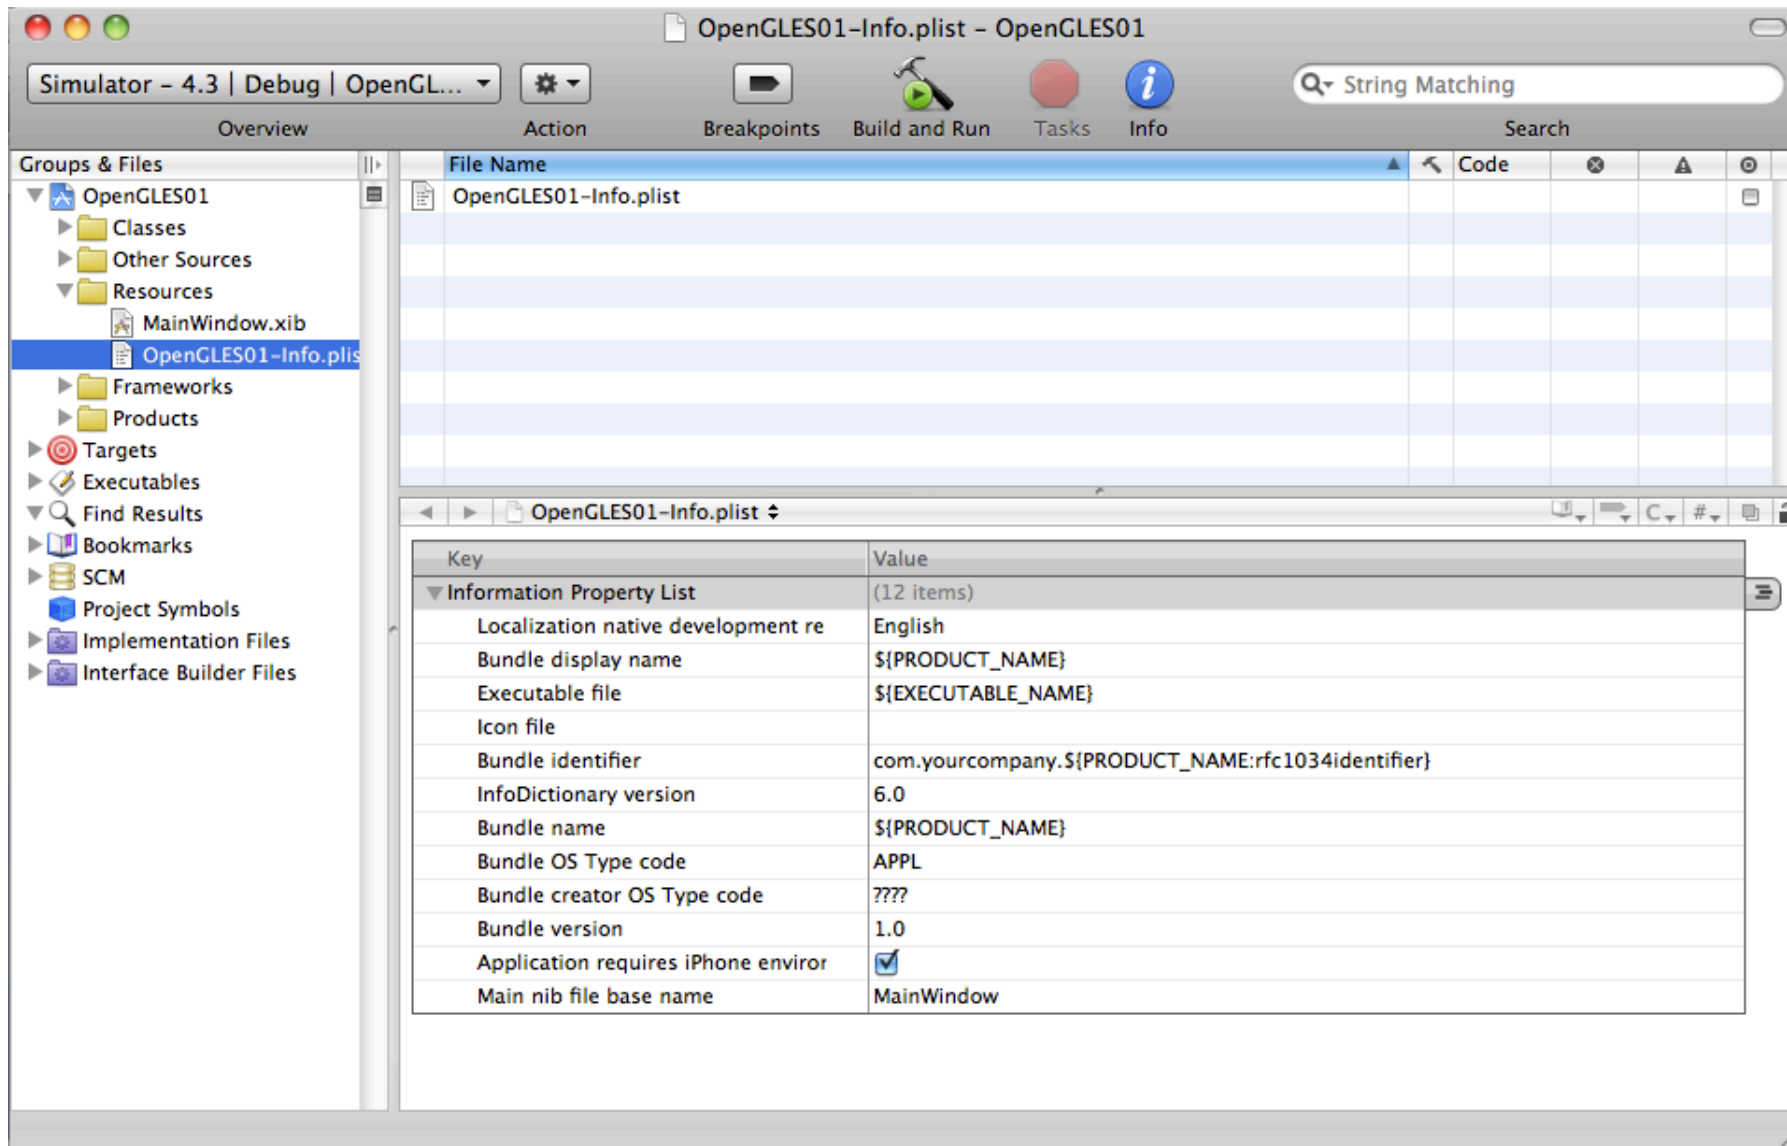 OpenGLES01-Info.plist – OpenGLES01
Simulator – 4.3 | Debug | OpenGL...
String Matching
Overview
Action
Breakpoints
Build and Run
Tasks
Info
Search
Groups & Files
File Name
Code
OpenGLES01
OpenGLES01-Info.plist
Classes
Other Sources
Resources
MainWindow.xib
OpenGLES01-Info.plis
Frameworks
Products
Targets
Executables
Find Results
Bookmarks
SCM
Project Symbols
Implementation Files
Interface Builder Files
OpenGLES01-Info.plist
C
#
Key Value
Information Property List (12 items)
Localization native development re English
Bundle display name ${PRODUCT_NAME}
Executable file ${EXECUTABLE_NAME}
Icon file
Bundle identifier com.yourcompany.${PRODUCT_NAME:rfc1034identifier}
InfoDictionary version 6.0
Bundle name ${PRODUCT_NAME}
Bundle OS Type code APPL
Bundle creator OS Type code ????
Bundle version 1.0
Application requires iPhone enviror
Main nib file base name MainWindow